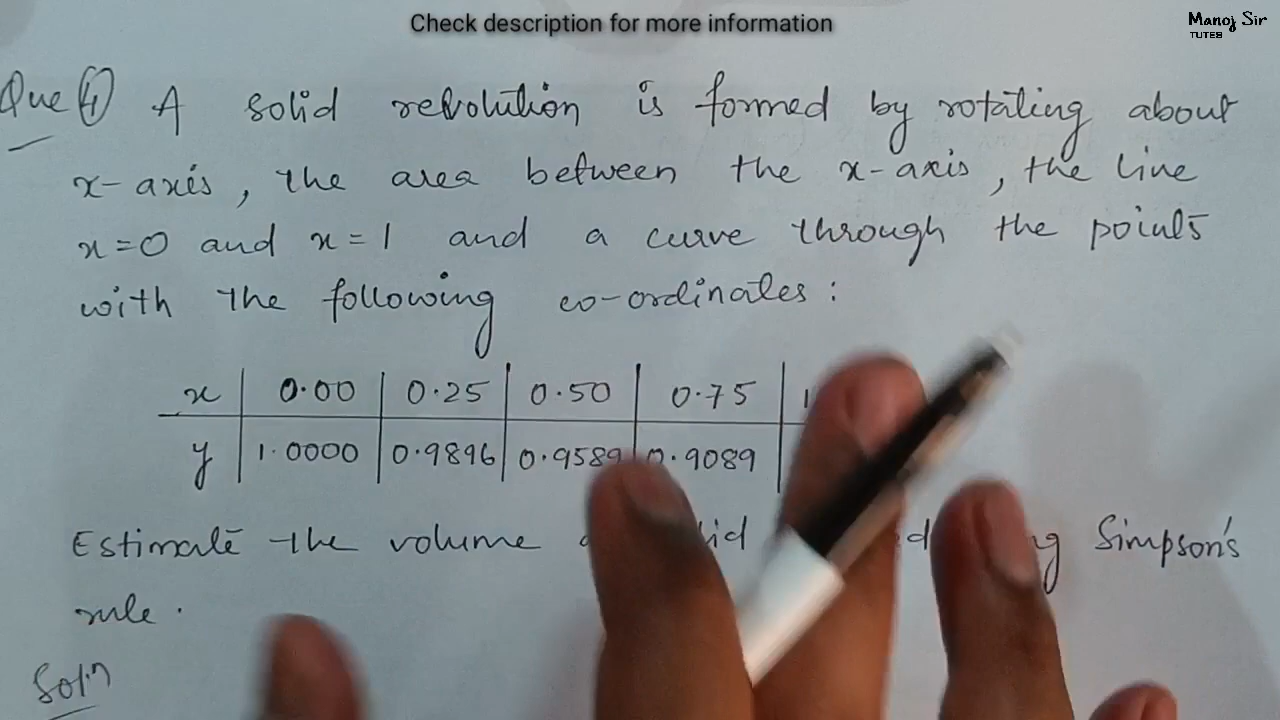 Check description for more information
Manoj Sir
TUTES
Que (4) A solid revolution is formed by rotating about
x-axis, the area between the x-axis, the line
x=0 and x=1 and a curve through the points
with the following co-ordinates:
x | 0.00 | 0.25 | 0.50 | 0.75 |
y | 1.0000 | 0.9896 | 0.9589 | 0.9089 |
Estimate the volume Simpson's
rule.
Solⁿ